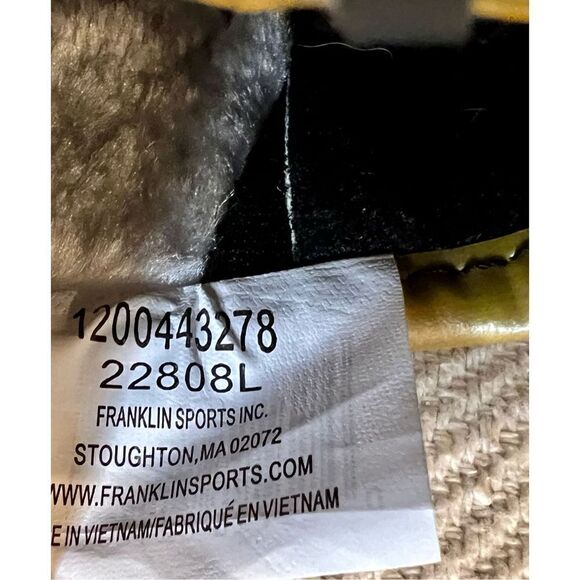 1200443278
22808L
FRANKLIN SPORTS INC.
STOUGHTON, MA 02072
WWW.FRANKLINSPORTS.COM
E IN VIETNAM/FABRIQUÉ EN VIETNAM